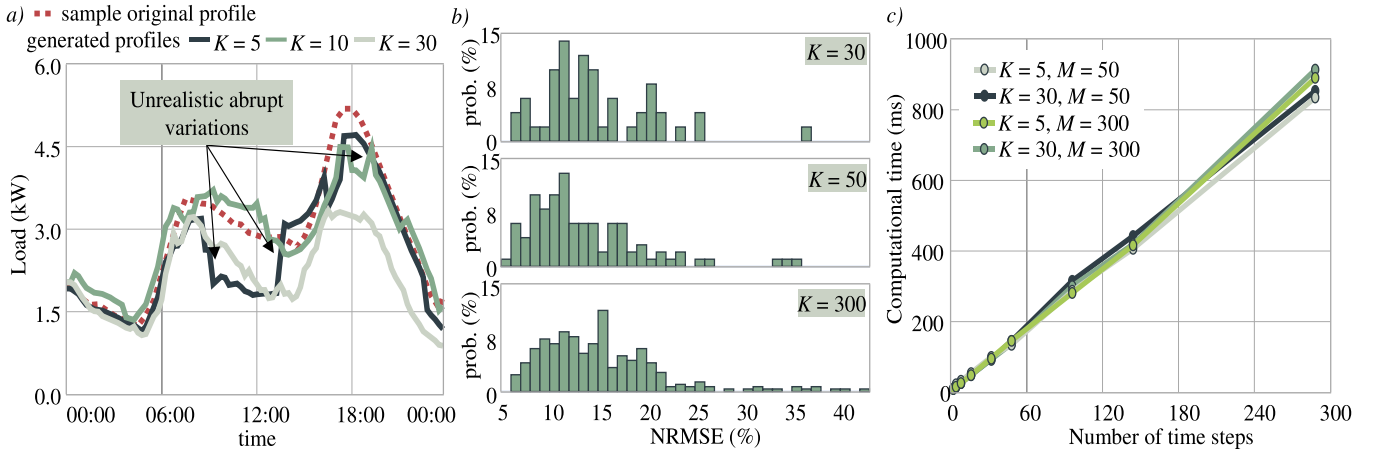 a)
sample original profile
generated profiles K = 5 K = 10 K = 30
Unrealistic abrupt
variations
Load (kW)
6.0
4.5
3.0
1.5
0.0
00:00 06:00 12:00 18:00 00:00
time
b)
K = 30
prob. (%)
15
8
0
K = 50
prob. (%)
15
8
0
K = 300
prob. (%)
15
8
0
5 10 15 20 25 30 35 40
NRMSE (%)
c)
K = 5, M = 50
K = 30, M = 50
K = 5, M = 300
K = 30, M = 300
Computational time (ms)
1000
800
600
400
200
0
0 60 120 180 240 300
Number of time steps